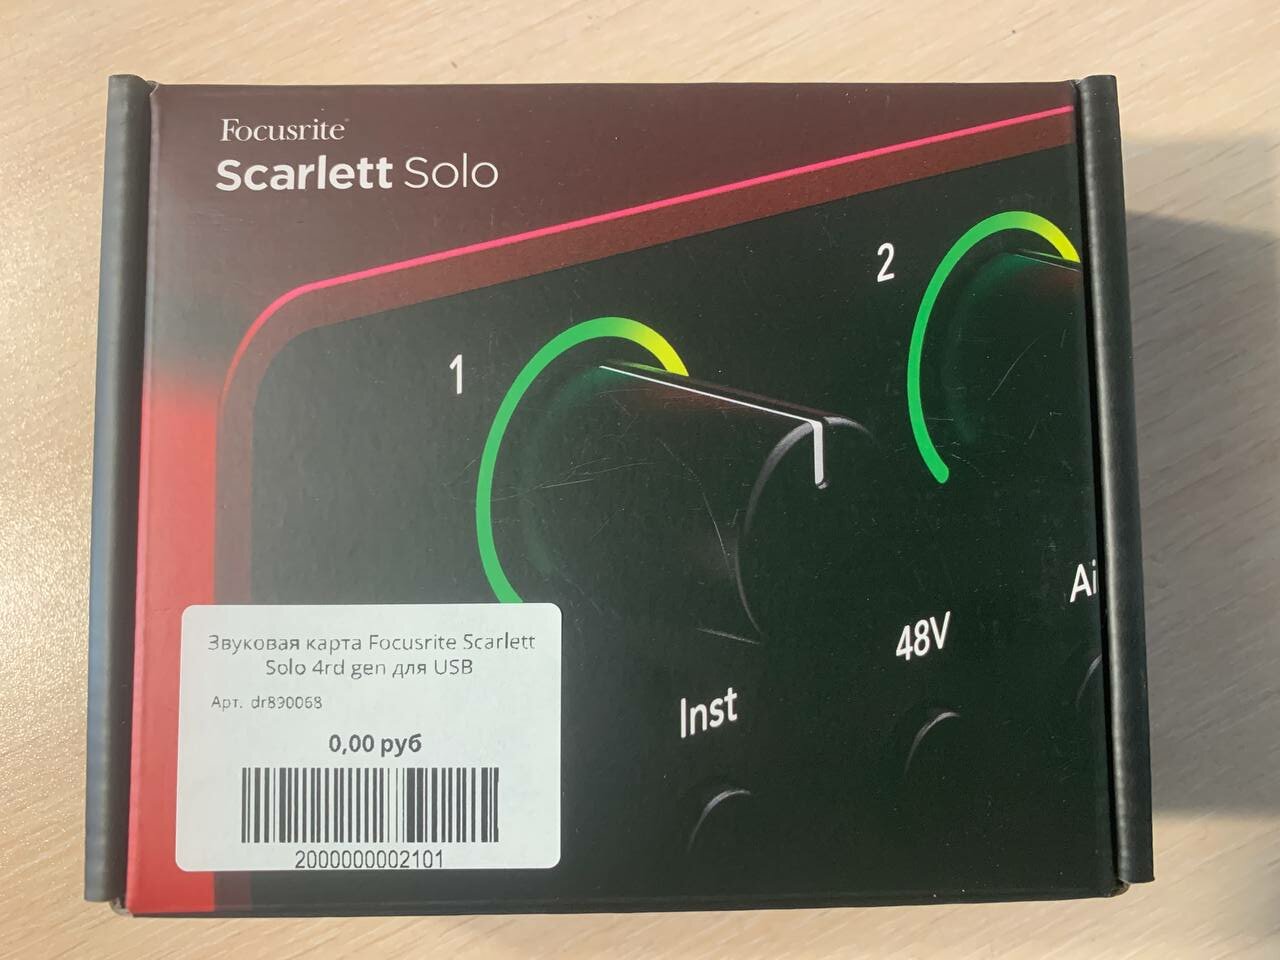 Focusrite
Scarlett Solo
2
1
Ai
48V
Inst
Звуковая карта Focusrite Scarlett
Solo 4rd gen для USB
Арт. dr890068
0,00 руб
2000000002101